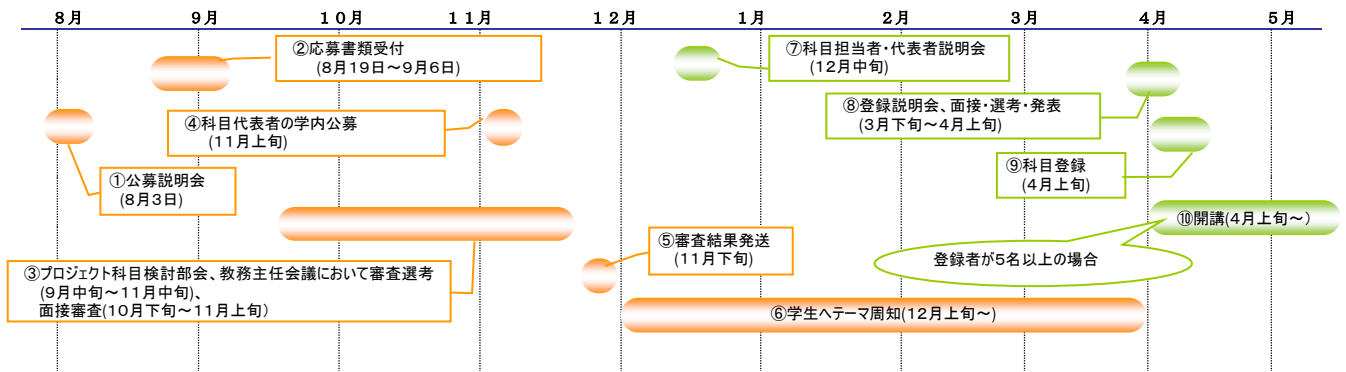 8月 9月 10月 11月 12月 1月 2月 3月 4月 5月
①公募説明会
(8月3日)
②応募書類受付
(8月19日～9月6日)
③プロジェクト科目検討部会、教務主任会議において審査選考
(9月中旬～11月中旬)、
面接審査(10月下旬～11月上旬)
④科目代表者の学内公募
(11月上旬)
⑤審査結果発送
(11月下旬)
⑥学生へテーマ周知(12月上旬～)
⑦科目担当者・代表者説明会
(12月中旬)
⑧登録説明会、面接・選考・発表
(3月下旬～4月上旬)
⑨科目登録
(4月上旬)
⑩開講(4月上旬～)
登録者が5名以上の場合